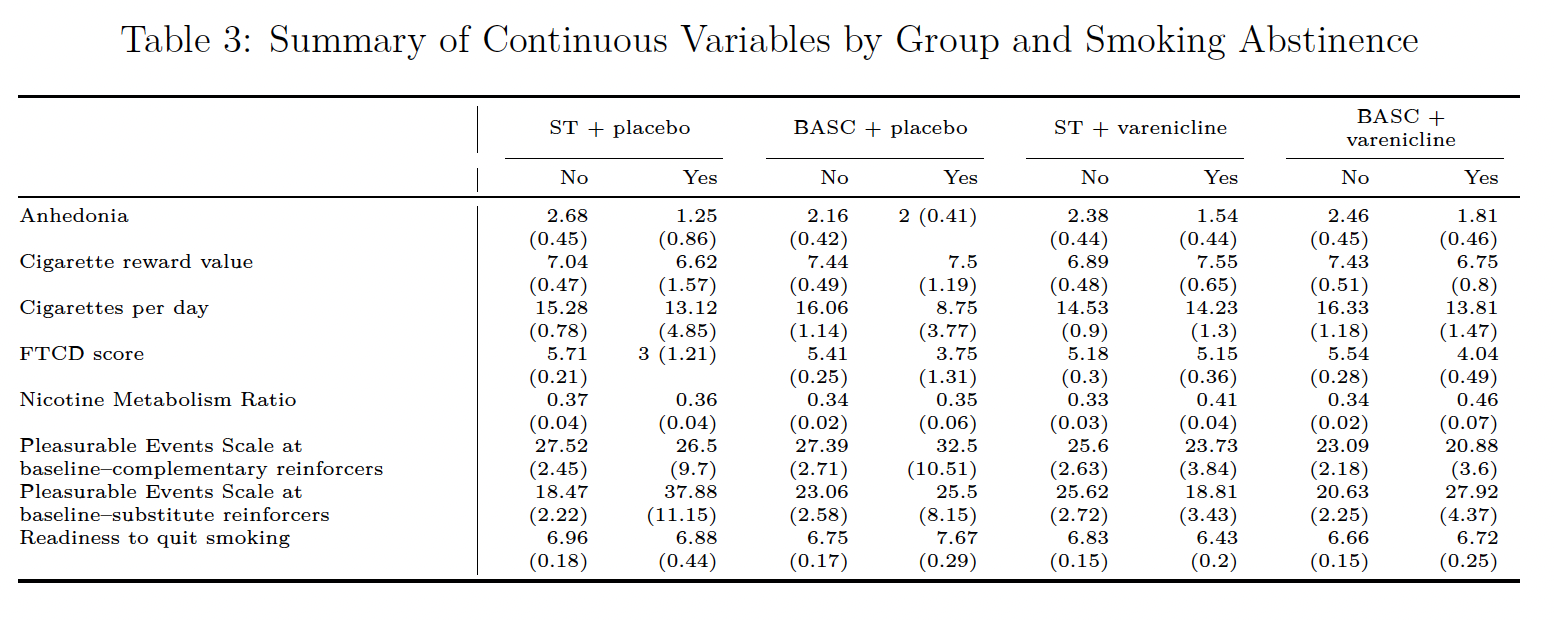 Table 3: Summary of Continuous Variables by Group and Smoking Abstinence
ST + placebo BASC + placebo ST + varenicline BASC +
varenicline
No Yes No Yes No Yes No Yes
Anhedonia 2.68 1.25 2.16 2 (0.41) 2.38 1.54 2.46 1.81
(0.45) (0.86) (0.42) (0.44) (0.44) (0.45) (0.46)
Cigarette reward value 7.04 6.62 7.44 7.5 6.89 7.55 7.43 6.75
(0.47) (1.57) (0.49) (1.19) (0.48) (0.65) (0.51) (0.8)
Cigarettes per day 15.28 13.12 16.06 8.75 14.53 14.23 16.33 13.81
(0.78) (4.85) (1.14) (3.77) (0.9) (1.3) (1.18) (1.47)
FTCD score 5.71 3 (1.21) 5.41 3.75 5.18 5.15 5.54 4.04
(0.21) (0.25) (1.31) (0.3) (0.36) (0.28) (0.49)
Nicotine Metabolism Ratio 0.37 0.36 0.34 0.35 0.33 0.41 0.34 0.46
(0.04) (0.04) (0.02) (0.06) (0.03) (0.04) (0.02) (0.07)
Pleasurable Events Scale at 27.52 26.5 27.39 32.5 25.6 23.73 23.09 20.88
baseline–complementary reinforcers (2.45) (9.7) (2.71) (10.51) (2.63) (3.84) (2.18) (3.6)
Pleasurable Events Scale at 18.47 37.88 23.06 25.5 25.62 18.81 20.63 27.92
baseline–substitute reinforcers (2.22) (11.15) (2.58) (8.15) (2.72) (3.43) (2.25) (4.37)
Readiness to quit smoking 6.96 6.88 6.75 7.67 6.83 6.43 6.66 6.72
(0.18) (0.44) (0.17) (0.29) (0.15) (0.2) (0.15) (0.25)